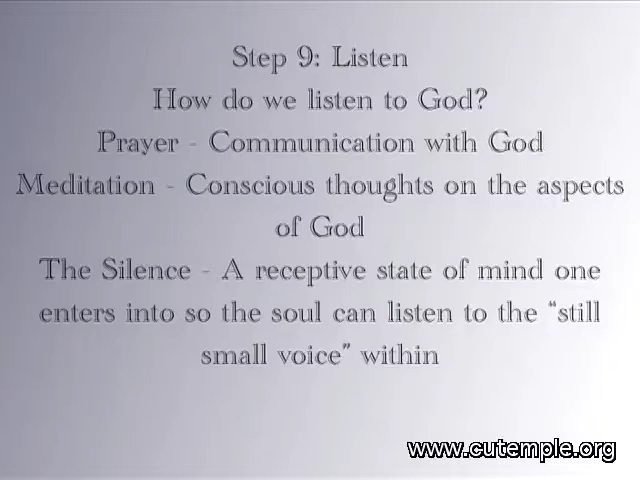 Step 9: Listen
How do we listen to God?
Prayer - Communication with God
Meditation - Conscious thoughts on the aspects
of God
The Silence - A receptive state of mind one
enters into so the soul can listen to the “still
small voice” within
www.cutemple.org